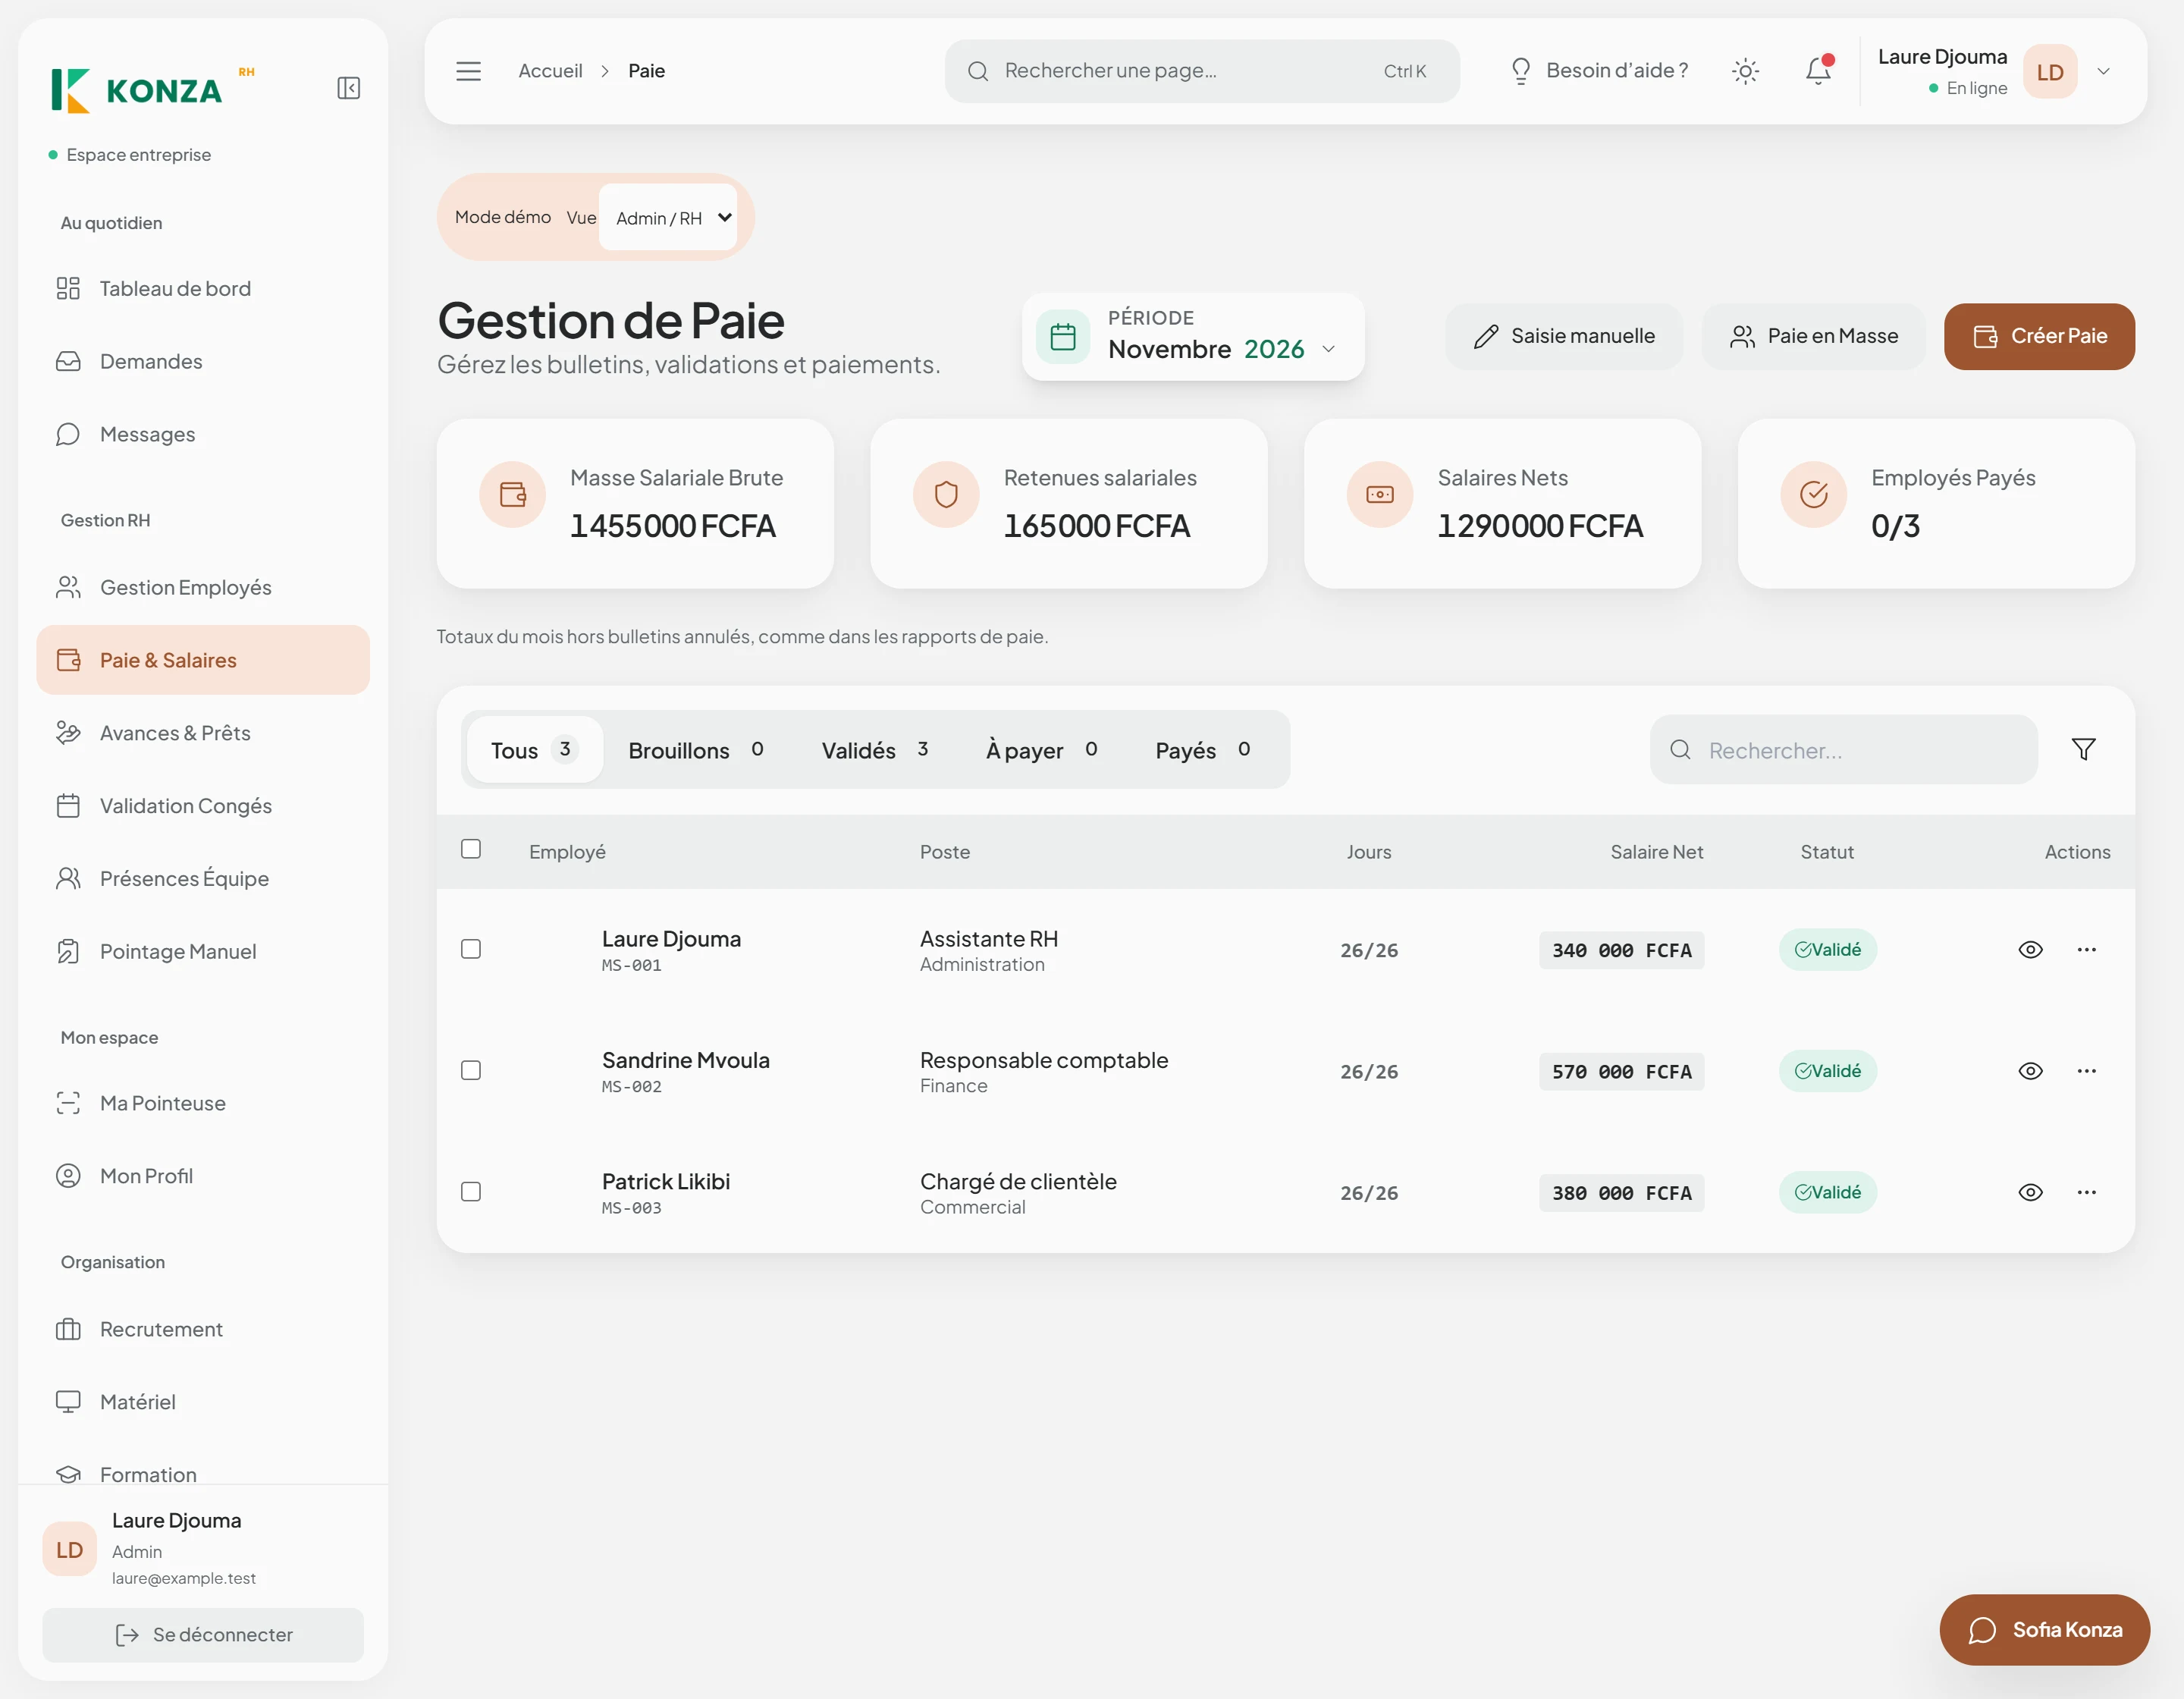 KONZA RH
Espace entreprise
Au quotidien
Tableau de bord
Demandes
Messages
Gestion RH
Gestion Employés
Paie & Salaires
Avances & Prêts
Validation Congés
Présences Équipe
Pointage Manuel
Mon espace
Ma Pointeuse
Mon Profil
Organisation
Recrutement
Matériel
Formation
LD
Laure Djouma
Admin
laure@example.test
Se déconnecter
Accueil > Paie
Rechercher une page...
Ctrl K
Besoin d’aide ?
Laure Djouma
En ligne
LD
Mode démo Vue Admin / RH
Gestion de Paie
Gérez les bulletins, validations et paiements.
PÉRIODE
Novembre 2026
Saisie manuelle
Paie en Masse
Créer Paie
Masse Salariale Brute
1 455 000 FCFA
Retenues salariales
165 000 FCFA
Salaires Nets
1 290 000 FCFA
Employés Payés
0/3
Totaux du mois hors bulletins annulés, comme dans les rapports de paie.
Tous 3 Brouillons 0 Validés 3 À payer 0 Payés 0
Rechercher...
Employé Poste Jours Salaire Net Statut Actions
Laure Djouma Assistante RH 26/26 340 000 FCFA Validé
MS-001 Administration
Sandrine Mvoula Responsable comptable 26/26 570 000 FCFA Validé
MS-002 Finance
Patrick Likibi Chargé de clientèle 26/26 380 000 FCFA Validé
MS-003 Commercial
Sofia Konza